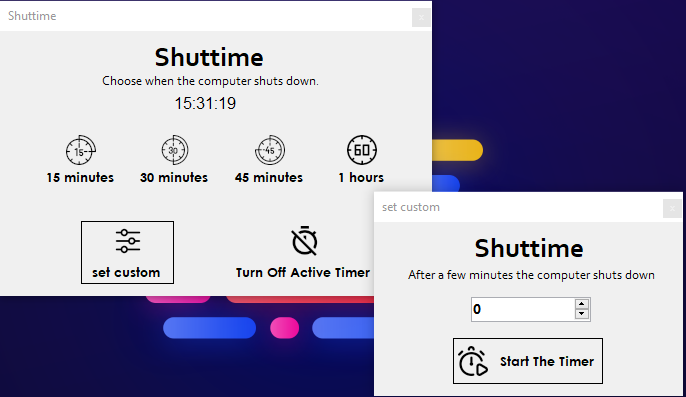 Shuttime
Shuttime
Choose when the computer shuts down.
15:31:19
15 30 45 60
15 minutes 30 minutes 45 minutes 1 hours
set custom Turn Off Active Timer
set custom
Shuttime
After a few minutes the computer shuts down
0
Start The Timer